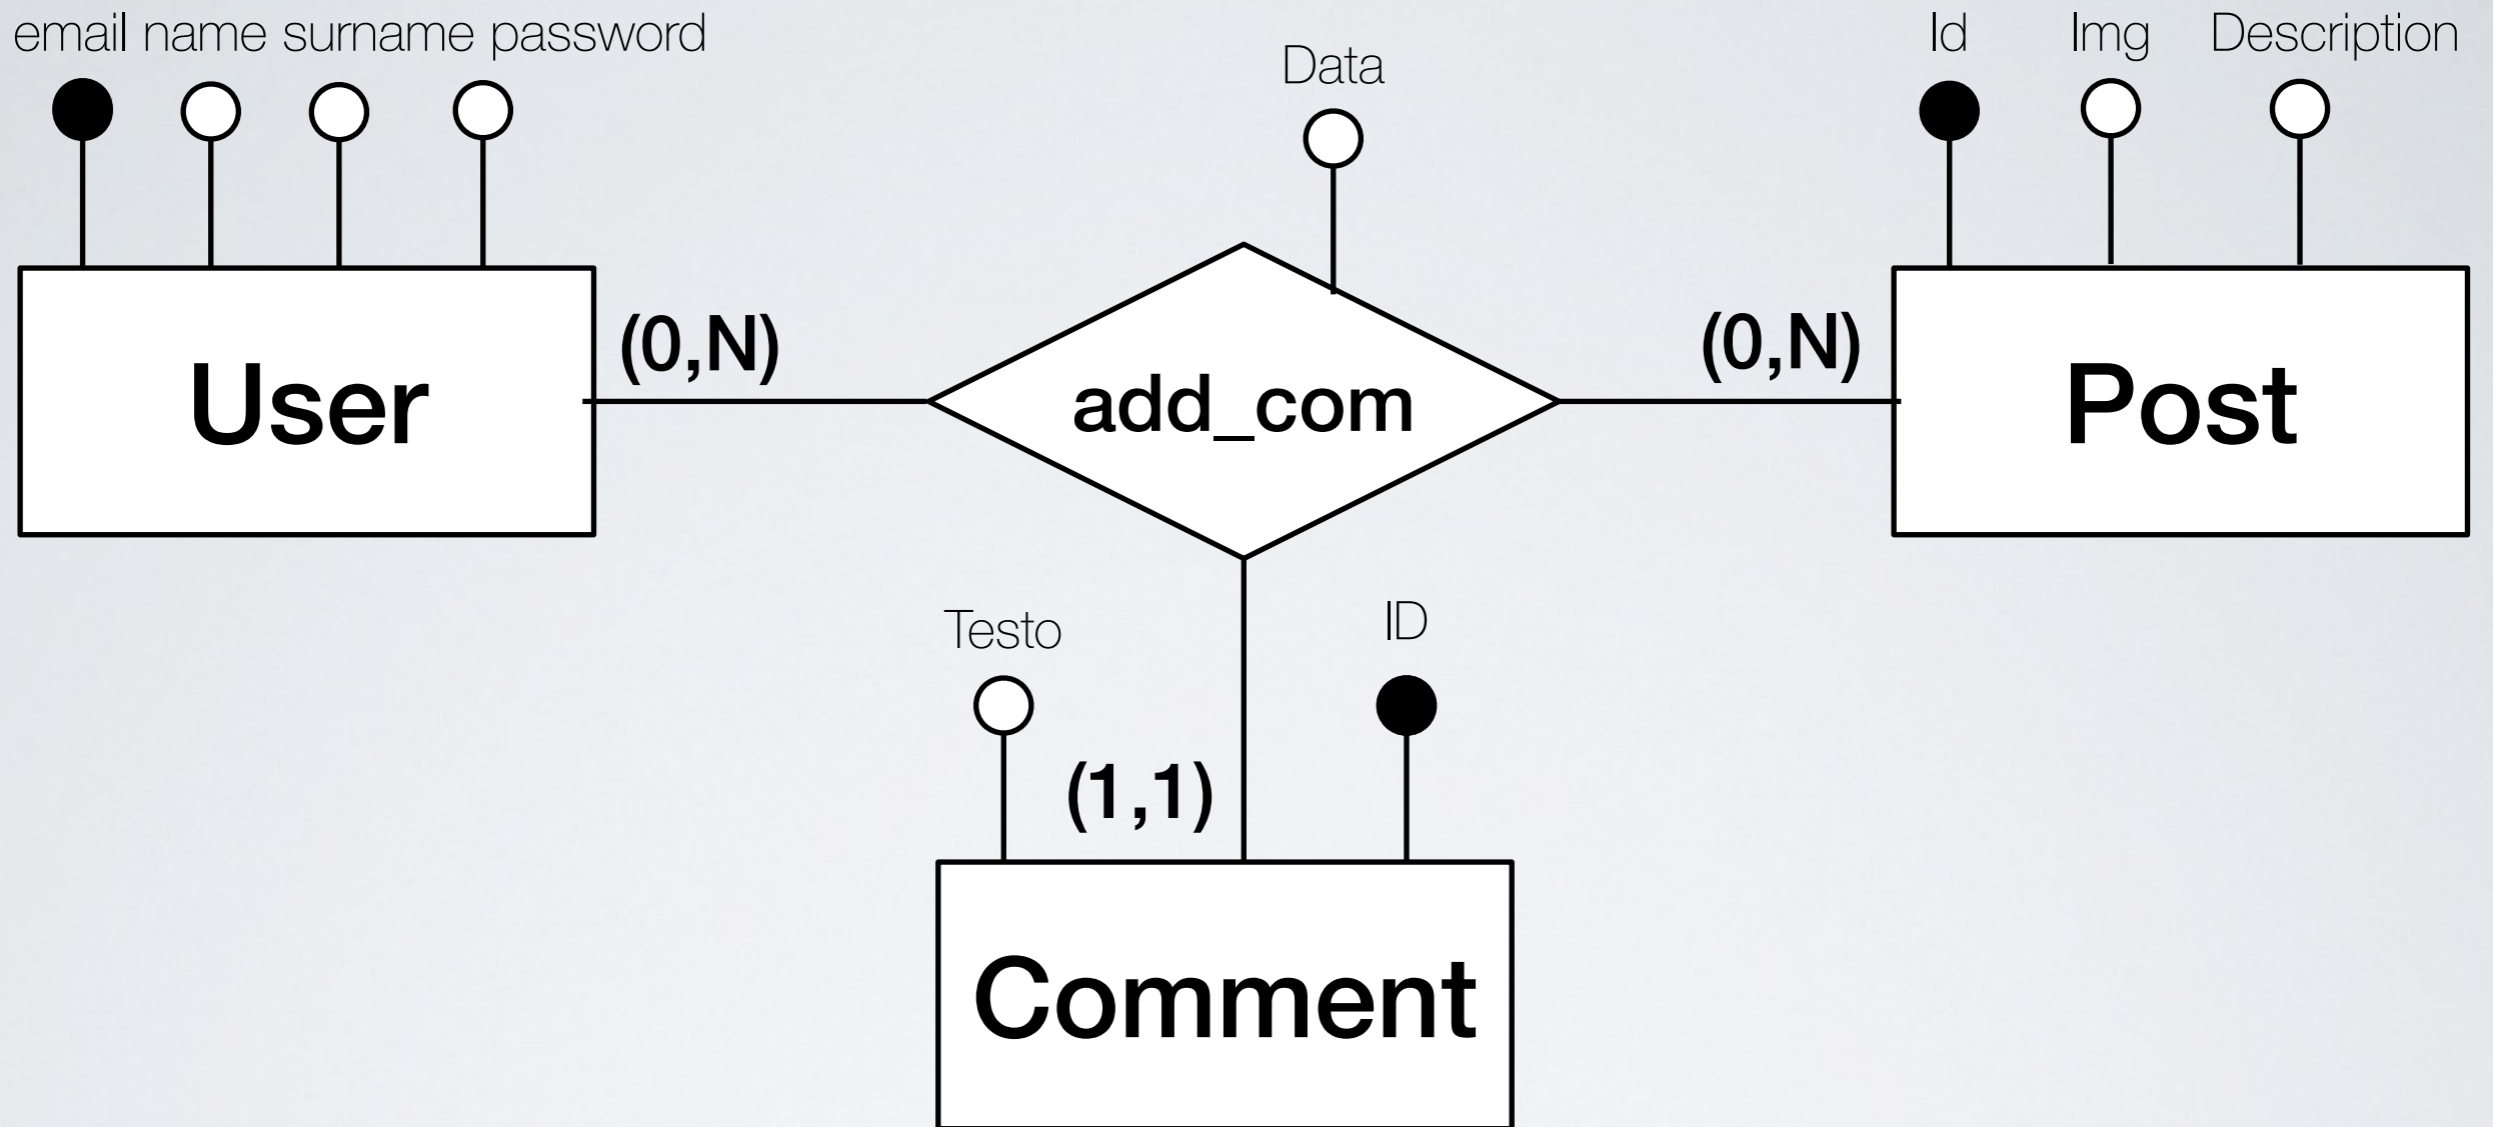 email name surname password
Data
Id Img Description
(0,N)
(0,N)
User
add_com
Post
Testo
ID
(1,1)
Comment